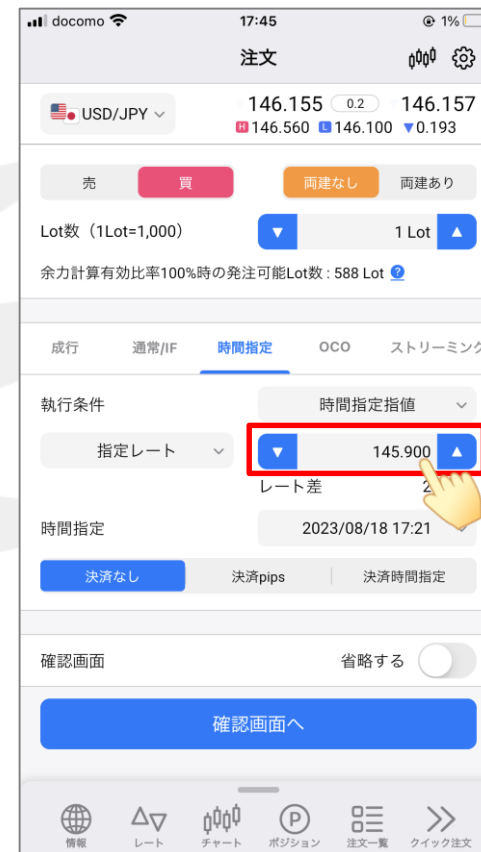 docomo 17:45 1%
注文
USD/JPY 146.155 0.2 146.157
H 146.560 L 146.100 ▼0.193
売 買 両建なし 両建あり
Lot数（1Lot=1,000） ▼ 1 Lot ▲
余力計算有効比率100%時の発注可能Lot数 : 588 Lot ?
成行 通常/IF 時間指定 OCO ストリーミング
執行条件 時間指定指値
指定レート ▼ 145.900 ▲
レート差
時間指定 2023/08/18 17:21
決済なし 決済pips 決済時間指定
確認画面 省略する
確認画面へ
情報 レート チャート P ポジション 注文一覧 クイック注文